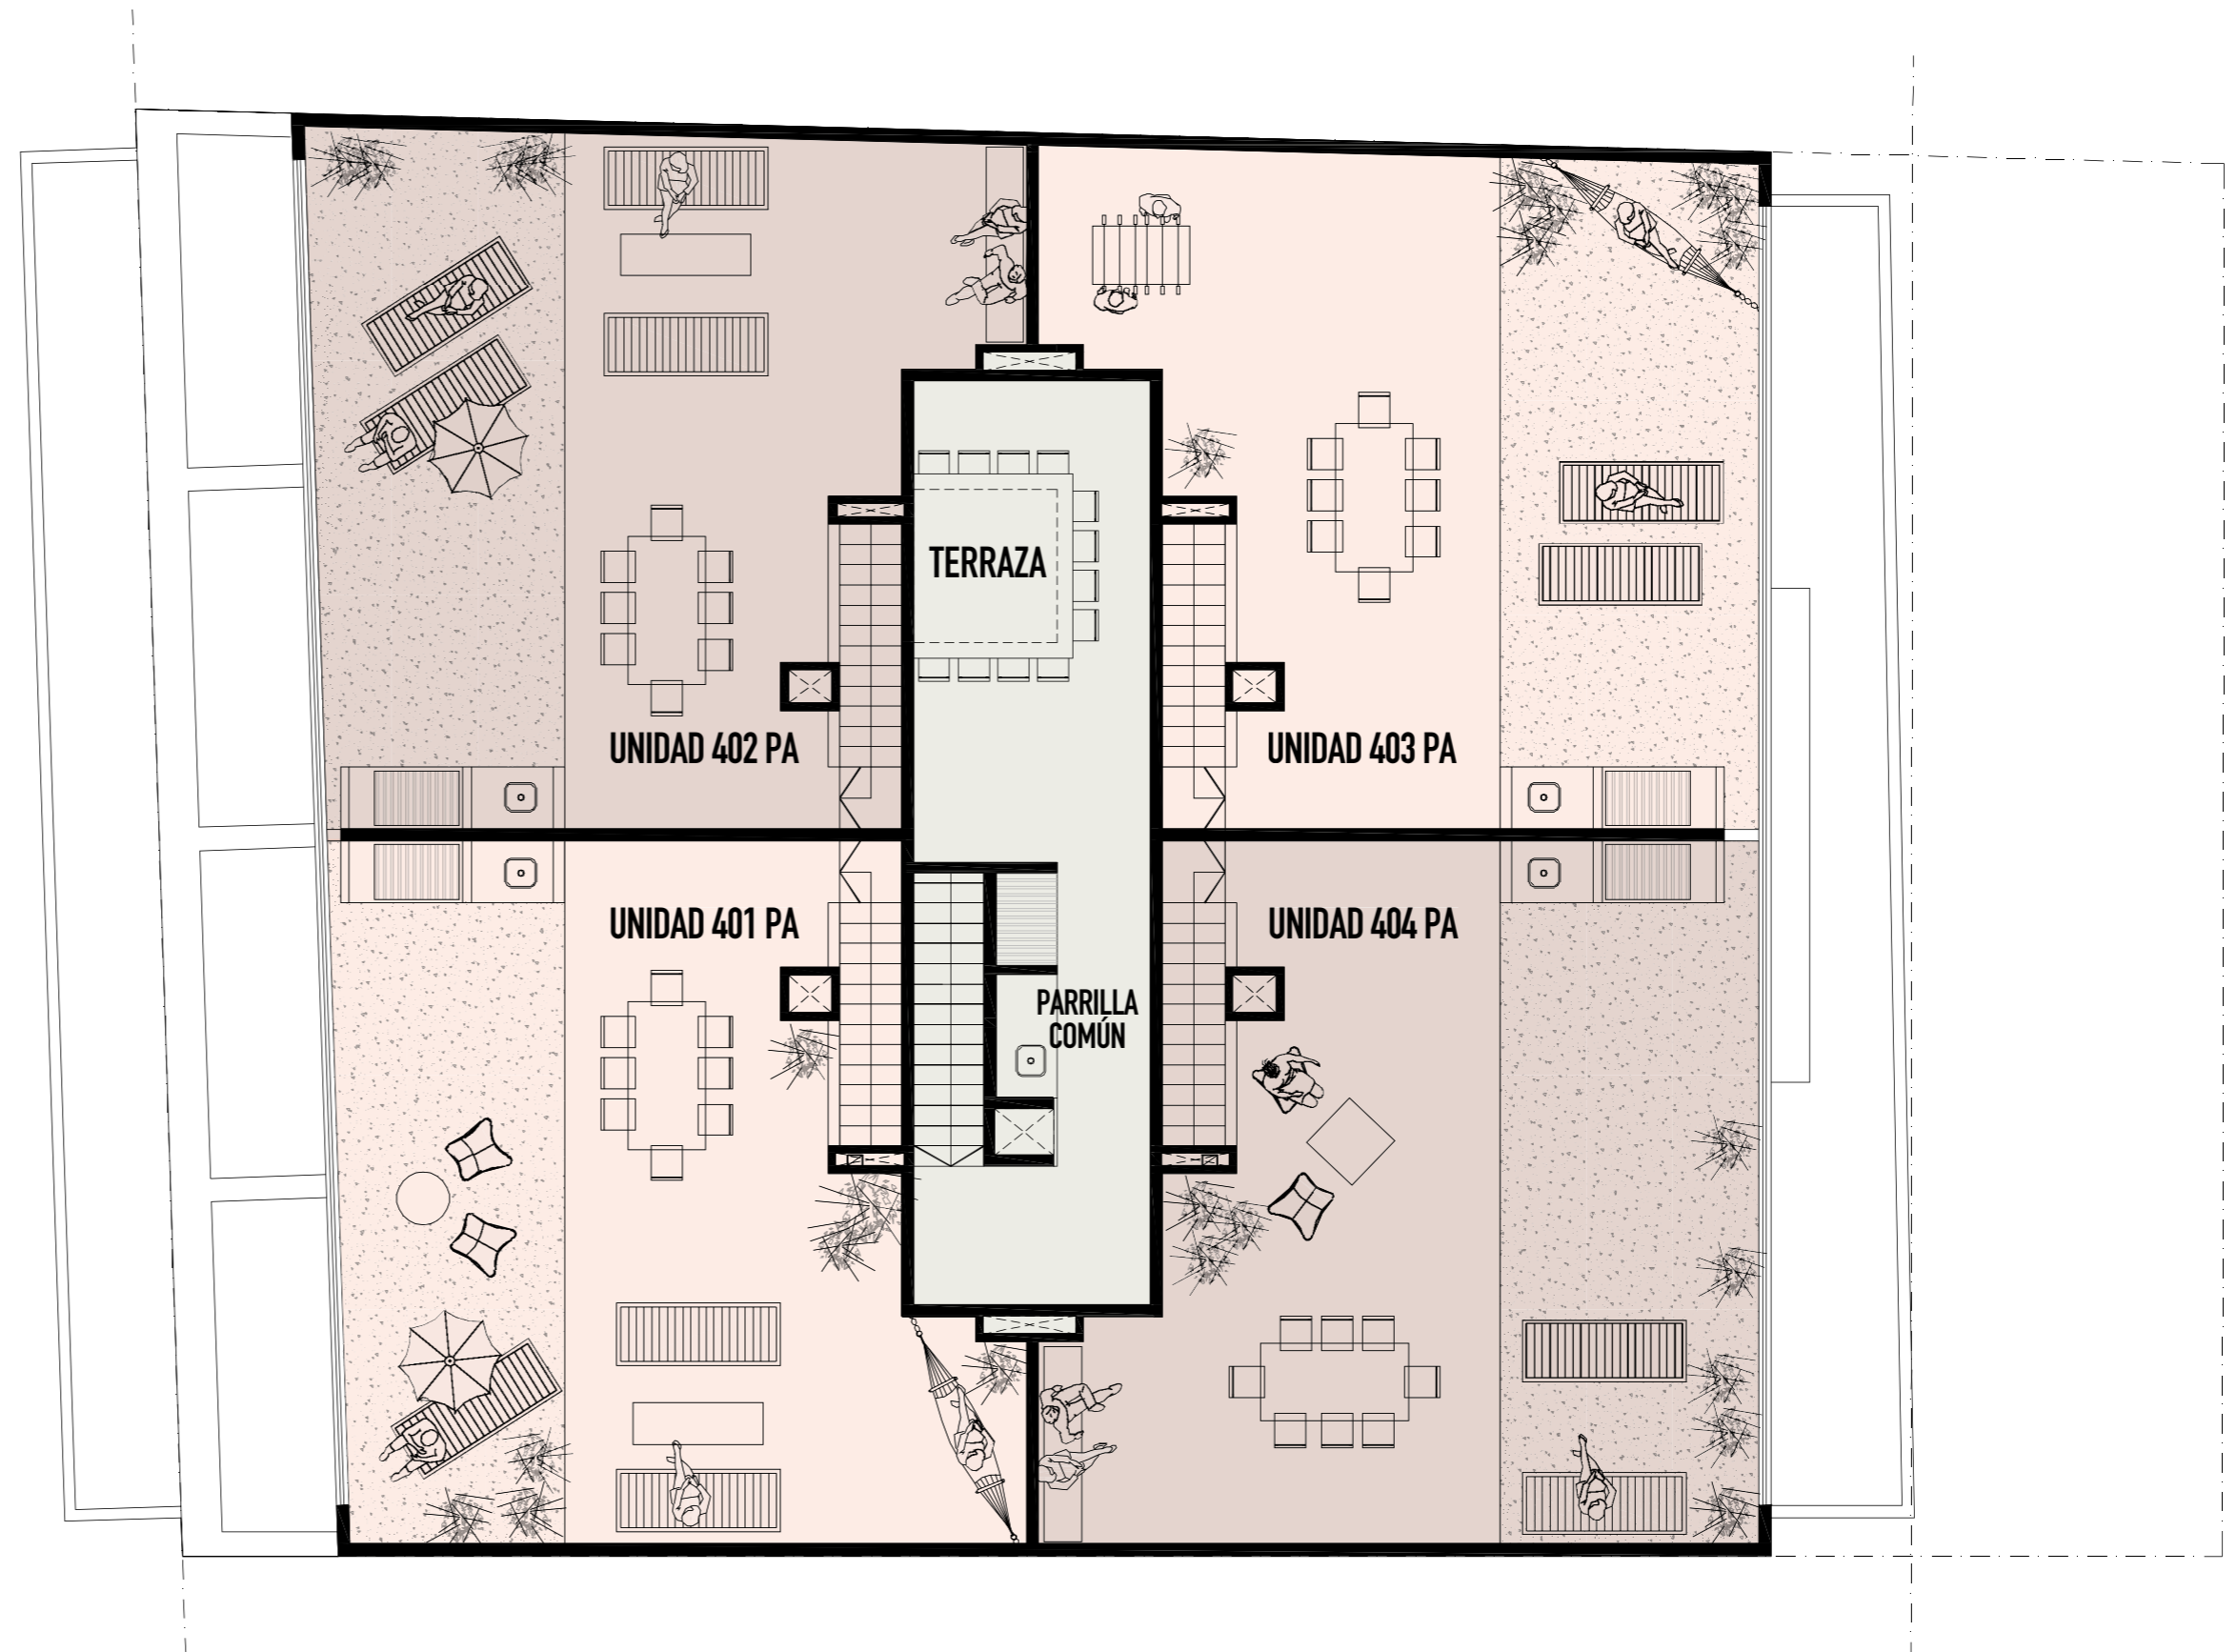 TERRAZA
UNIDAD 402 PA
UNIDAD 403 PA
UNIDAD 401 PA
UNIDAD 404 PA
PARRILLA
COMÚN